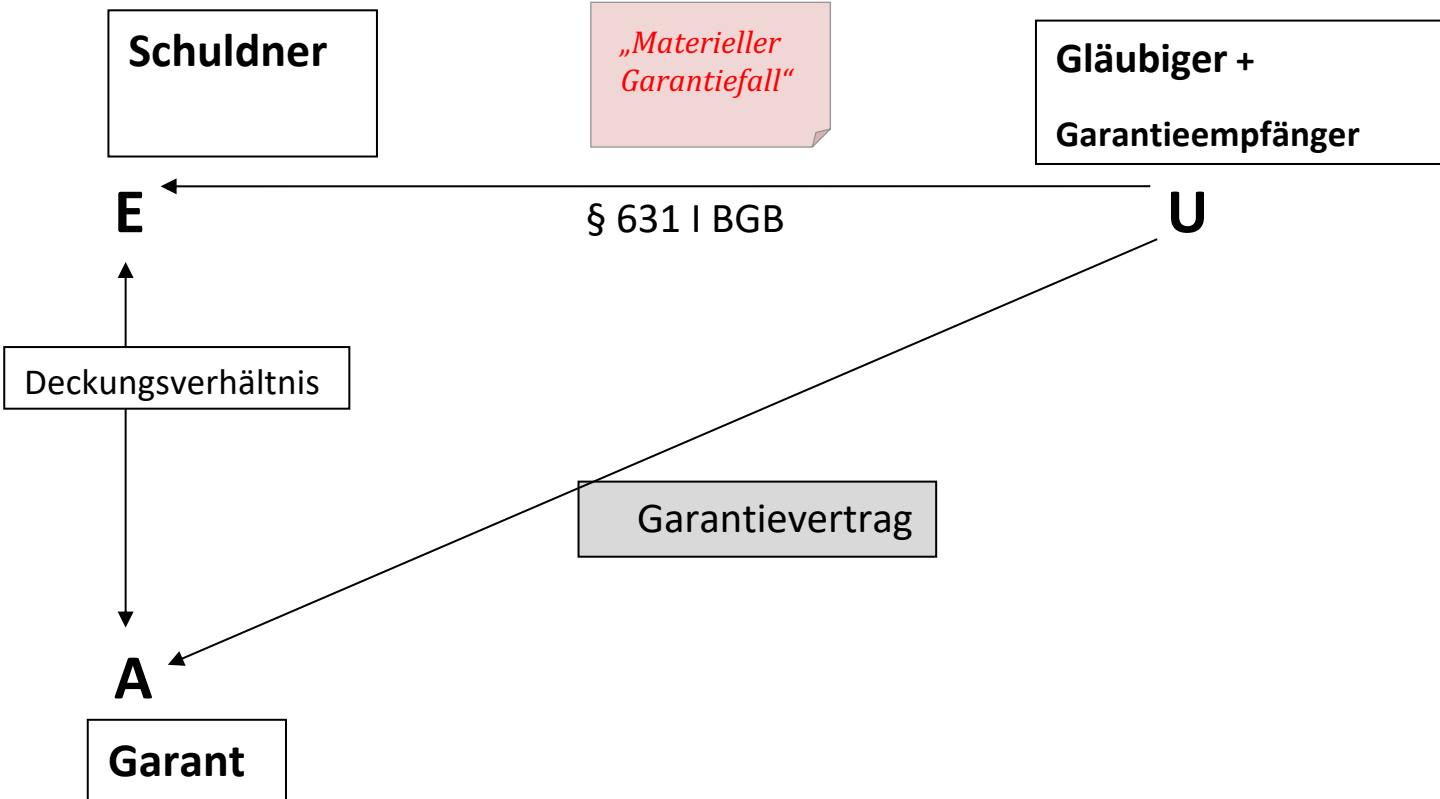 Schuldner
„Materieller
Garantiefall“
Gläubiger +
Garantieempfänger
E
§ 631 I BGB
U
Deckungsverhältnis
Garantievertrag
A
Garant